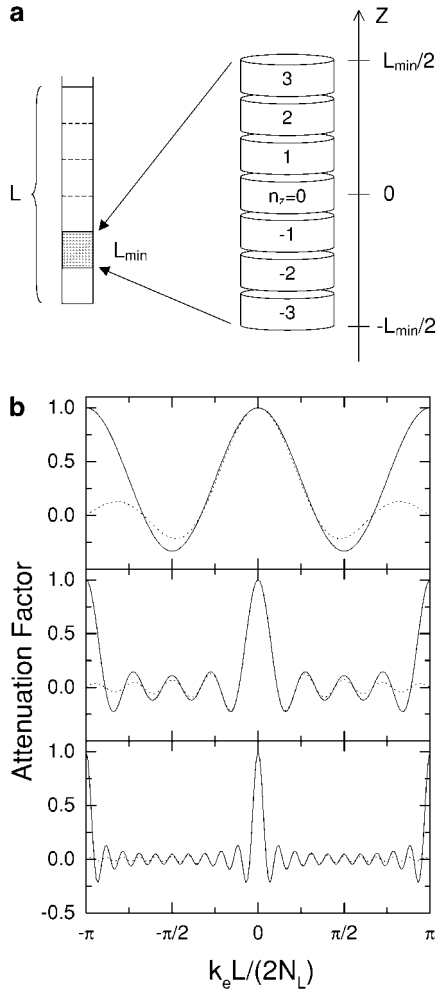 a
Z
L_min/2
3
2
1
n_z=0
0
-1
-2
-3
-L_min/2
L
L_min
b
Attenuation Factor
1.0
0.5
0.0
1.0
0.5
0.0
1.0
0.5
0.0
-0.5
-π
-π/2
0
π/2
π
k_eL/(2N_L)